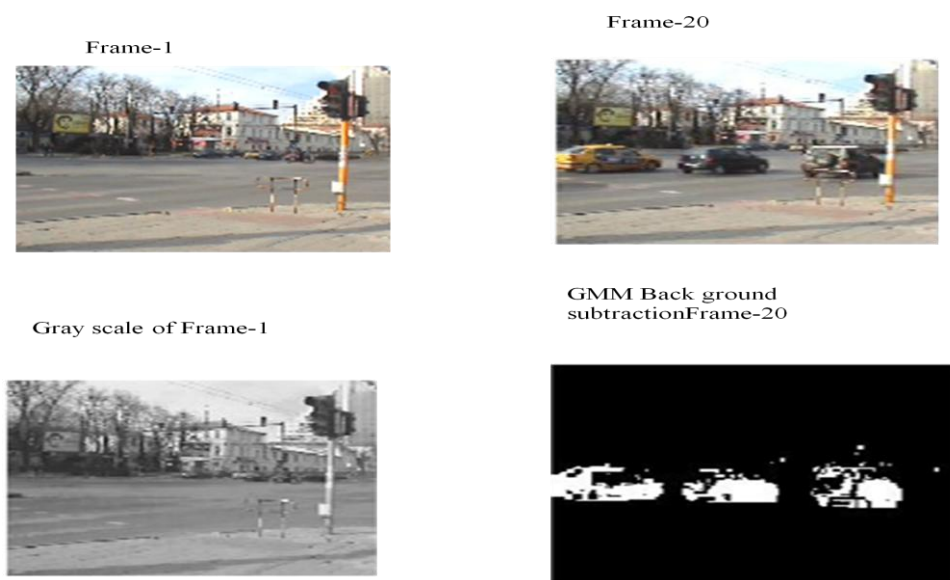 Frame-1
Frame-20
Gray scale of Frame-1
GMM Back ground
subtractionFrame-20